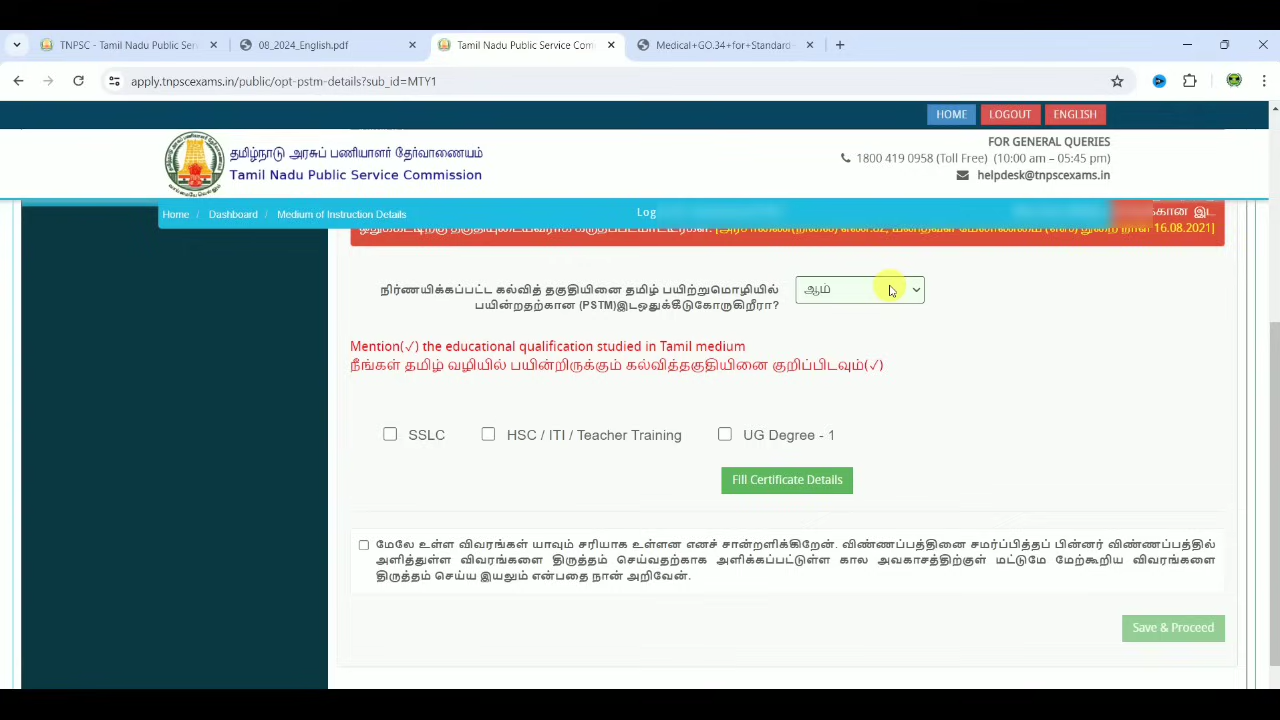 TNPSC - Tamil Nadu Public Ser
08_2024_English.pdf
Tamil Nadu Public Service Com
Medical+GO.34+for+Standard-
apply.tnpscexams.in/public/opt-pstm-details?sub_id=MTY1
HOME LOGOUT ENGLISH
தமிழ்நாடு அரசுப் பணியாளர் தேர்வாணையம்
Tamil Nadu Public Service Commission
FOR GENERAL QUERIES
1800 419 0958 (Toll Free) (10:00 am – 05:45 pm)
helpdesk@tnpscexams.in
Home / Dashboard / Medium of Instruction Details
Log
16.08.2021]
நிர்ணயிக்கப்பட்ட கல்வித் தகுதியினை தமிழ் பயிற்றுமொழியில்
பயின்றதற்கான (PSTM)இடஒதுக்கீடுகோருகிறீரா?
ஆம்
Mention(✓) the educational qualification studied in Tamil medium
நீங்கள் தமிழ் வழியில் பயின்றிருக்கும் கல்வித்தகுதியினை குறிப்பிடவும்(✓)
SSLC
HSC / ITI / Teacher Training
UG Degree - 1
Fill Certificate Details
மேலே உள்ள விவரங்கள் யாவும் சரியாக உள்ளன எனச் சான்றளிக்கிறேன். விண்ணப்பத்தினை சமர்ப்பித்தப் பின்னர் விண்ணப்பத்தில்
அளித்துள்ள விவரங்களை திருத்தம் செய்வதற்காக அளிக்கப்பட்டுள்ள கால அவகாசத்திற்குள் மட்டுமே மேற்கூறிய விவரங்களை
திருத்தம் செய்ய இயலும் என்பதை நான் அறிவேன்.
Save & Proceed